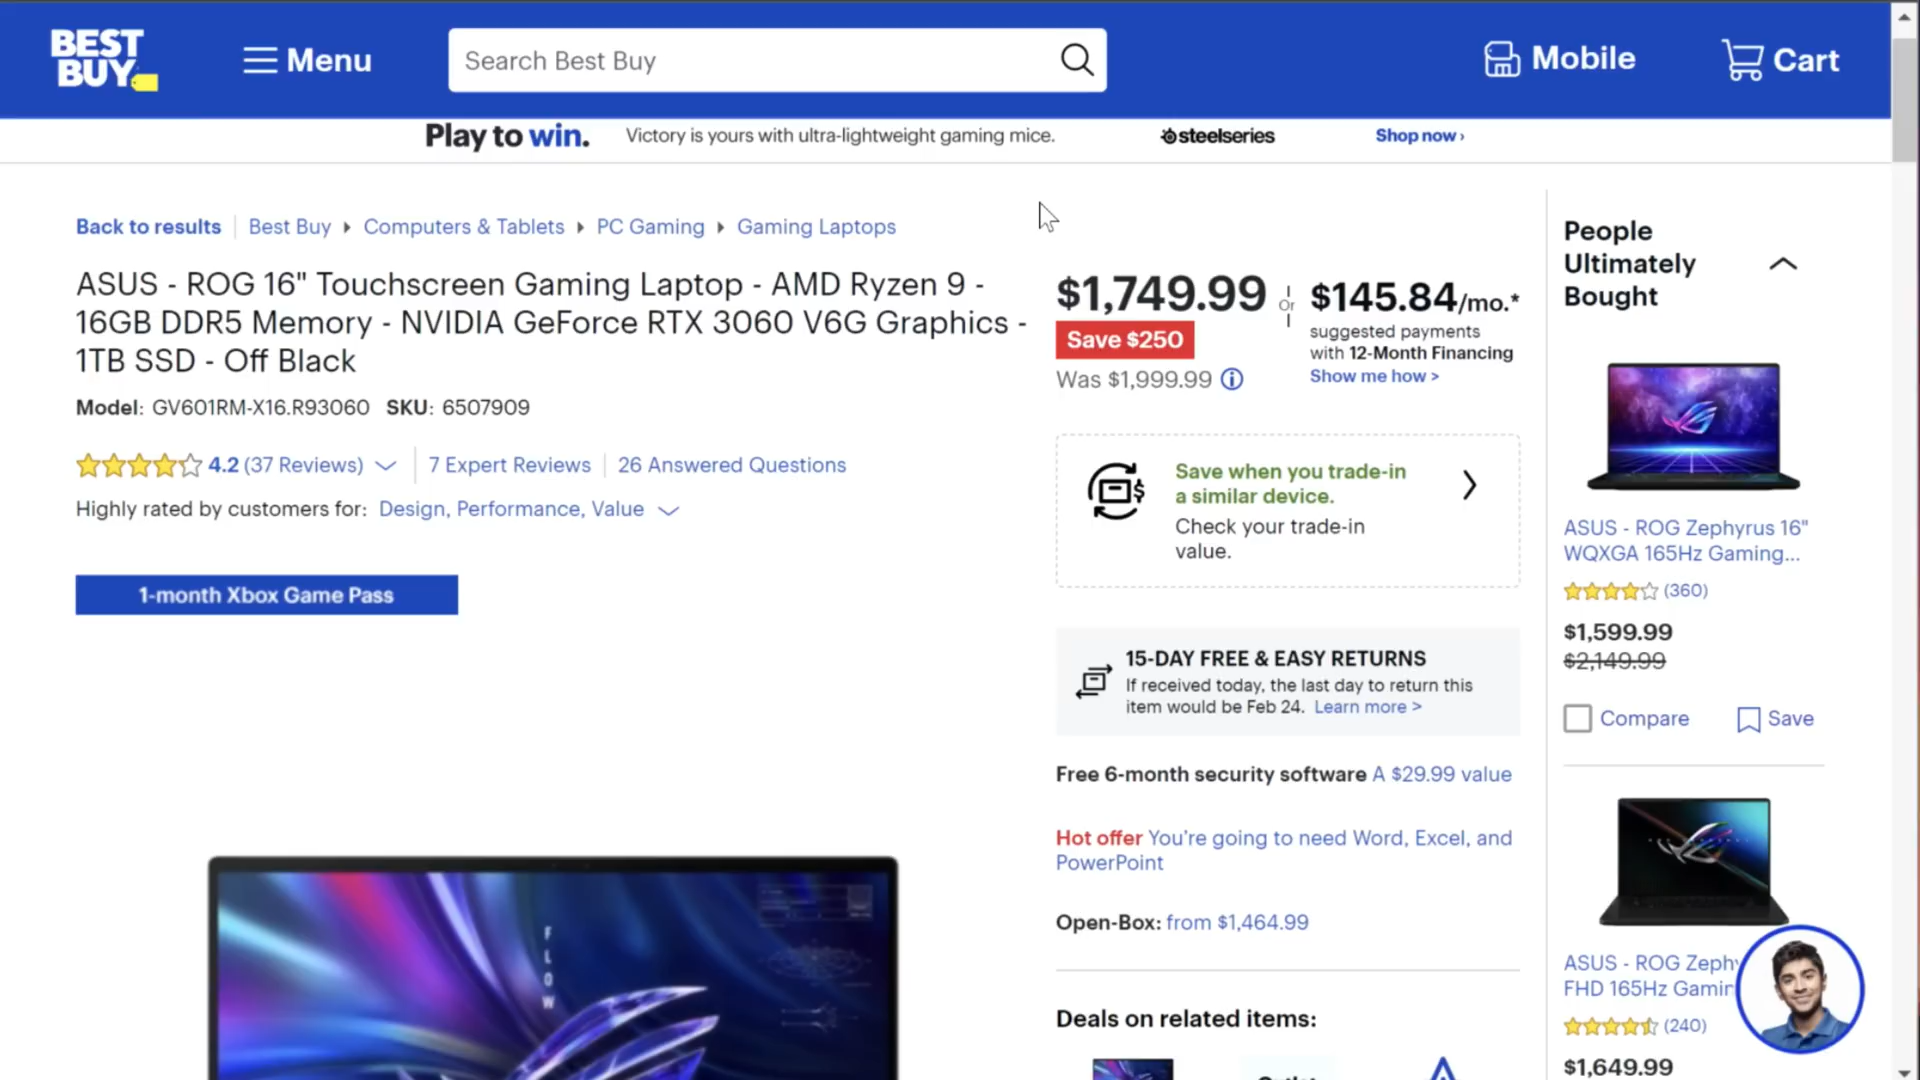 BEST
BUY
Menu
Search Best Buy
Mobile
Cart
Play to win.
Victory is yours with ultra-lightweight gaming mice.
steelseries
Shop now ›
Back to results
Best Buy
Computers & Tablets
PC Gaming
Gaming Laptops
ASUS - ROG 16" Touchscreen Gaming Laptop - AMD Ryzen 9 -
16GB DDR5 Memory - NVIDIA GeForce RTX 3060 V6G Graphics -
1TB SSD - Off Black
Model: GV601RM-X16.R93060 SKU: 6507909
4.2 (37 Reviews)
7 Expert Reviews
26 Answered Questions
Highly rated by customers for: Design, Performance, Value
1-month Xbox Game Pass
FLOW
$1,749.99
Save $250
Was $1,999.99
Or
$145.84/mo.*
suggested payments
with 12-Month Financing
Show me how >
Save when you trade-in
a similar device.
Check your trade-in
value.
15-DAY FREE & EASY RETURNS
If received today, the last day to return this
item would be Feb 24. Learn more >
Free 6-month security software A $29.99 value
Hot offer You're going to need Word, Excel, and
PowerPoint
Open-Box: from $1,464.99
Deals on related items:
People
Ultimately
Bought
ASUS - ROG Zephyrus 16"
WQXGA 165Hz Gaming...
(360)
$1,599.99
$2,149.99
Compare
Save
ASUS - ROG Zephy
FHD 165Hz Gamin
(240)
$1,649.99